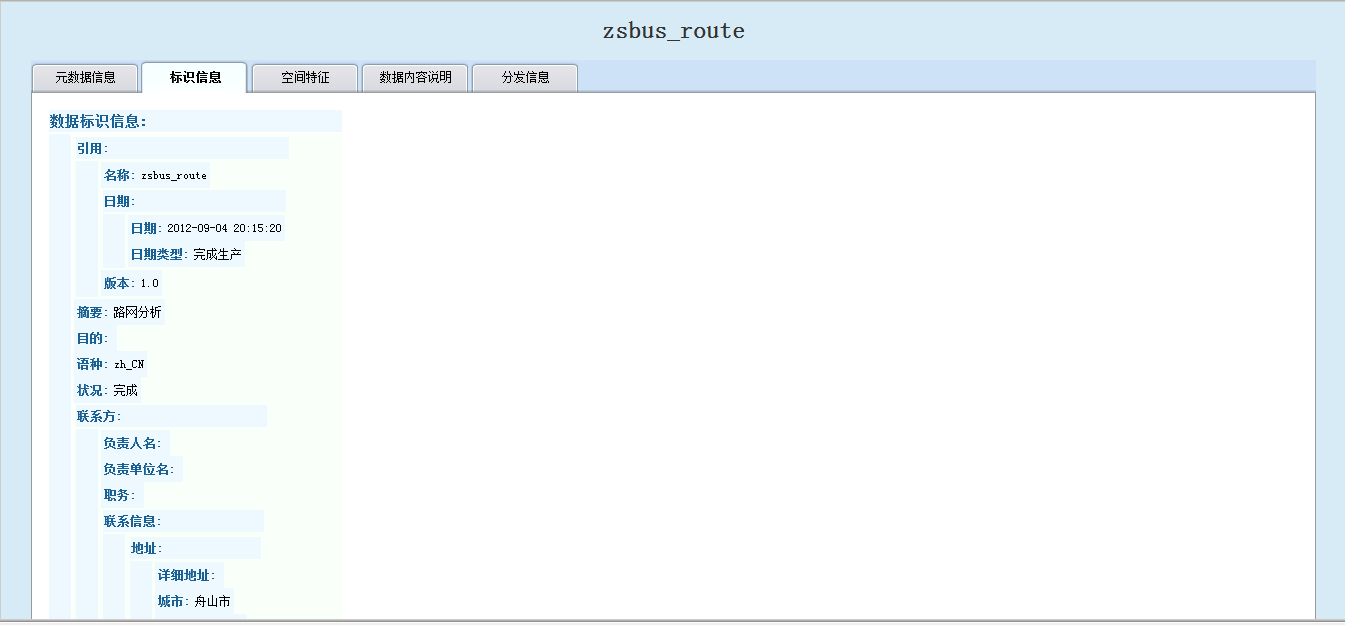 zsbus_route
元数据信息 标识信息 空间特征 数据内容说明 分发信息
数据标识信息:
引用:
名称: zsbus_route
日期:
日期: 2012-09-04 20:15:20
日期类型: 完成生产
版本: 1.0
摘要: 路网分析
目的:
语种: zh_CN
状况: 完成
联系方:
负责人名:
负责单位名:
职务:
联系信息:
地址:
详细地址:
城市: 舟山市